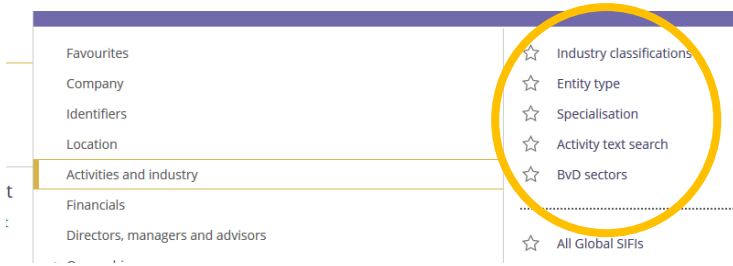 Favourites
Company
Identifiers
Location
Activities and industry
Financials
Directors, managers and advisors
Industry classifications
Entity type
Specialisation
Activity text search
BvD sectors
All Global SIFIs
t